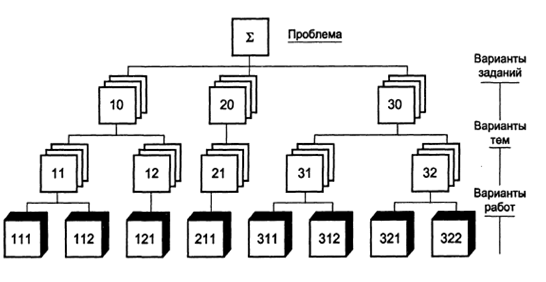 Σ
Проблема
Варианты
заданий
10
20
30
Варианты
тем
11
12
21
31
32
Варианты
работ
111
112
121
211
311
312
321
322